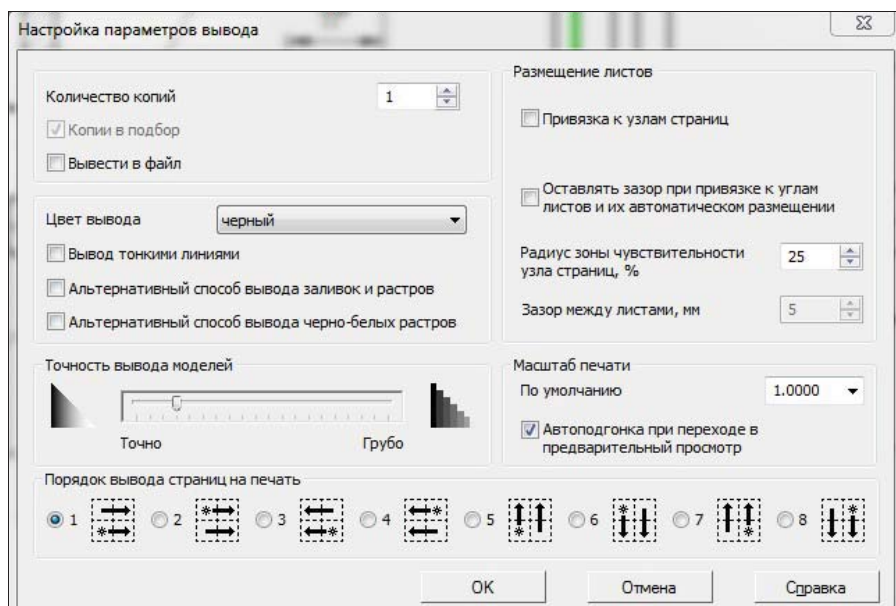 Настройка параметров вывода
Количество копий
1
Копии в подбор
Вывести в файл
Цвет вывода
черный
Вывод тонкими линиями
Альтернативный способ вывода заливок и растров
Альтернативный способ вывода черно-белых растров
Размещение листов
Привязка к узлам страниц
Оставлять зазор при привязке к углам
листов и их автоматическом размещении
Радиус зоны чувствительности
узла страниц, %
25
Зазор между листами, мм
5
Точность вывода моделей
Точно
Грубо
Масштаб печати
По умолчанию
1.0000
Автоподгонка при переходе в
предварительный просмотр
Порядок вывода страниц на печать
1
2
3
4
5
6
7
8
OK
Отмена
Справка